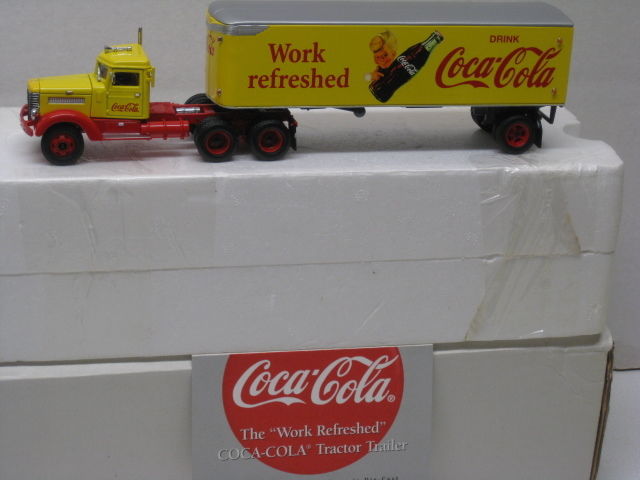 Work
refreshed
DRINK
Coca-Cola
Coca-Cola
Coca-Cola
Coca-Cola®
The "Work Refreshed"
COCA-COLA® Tractor Trailer